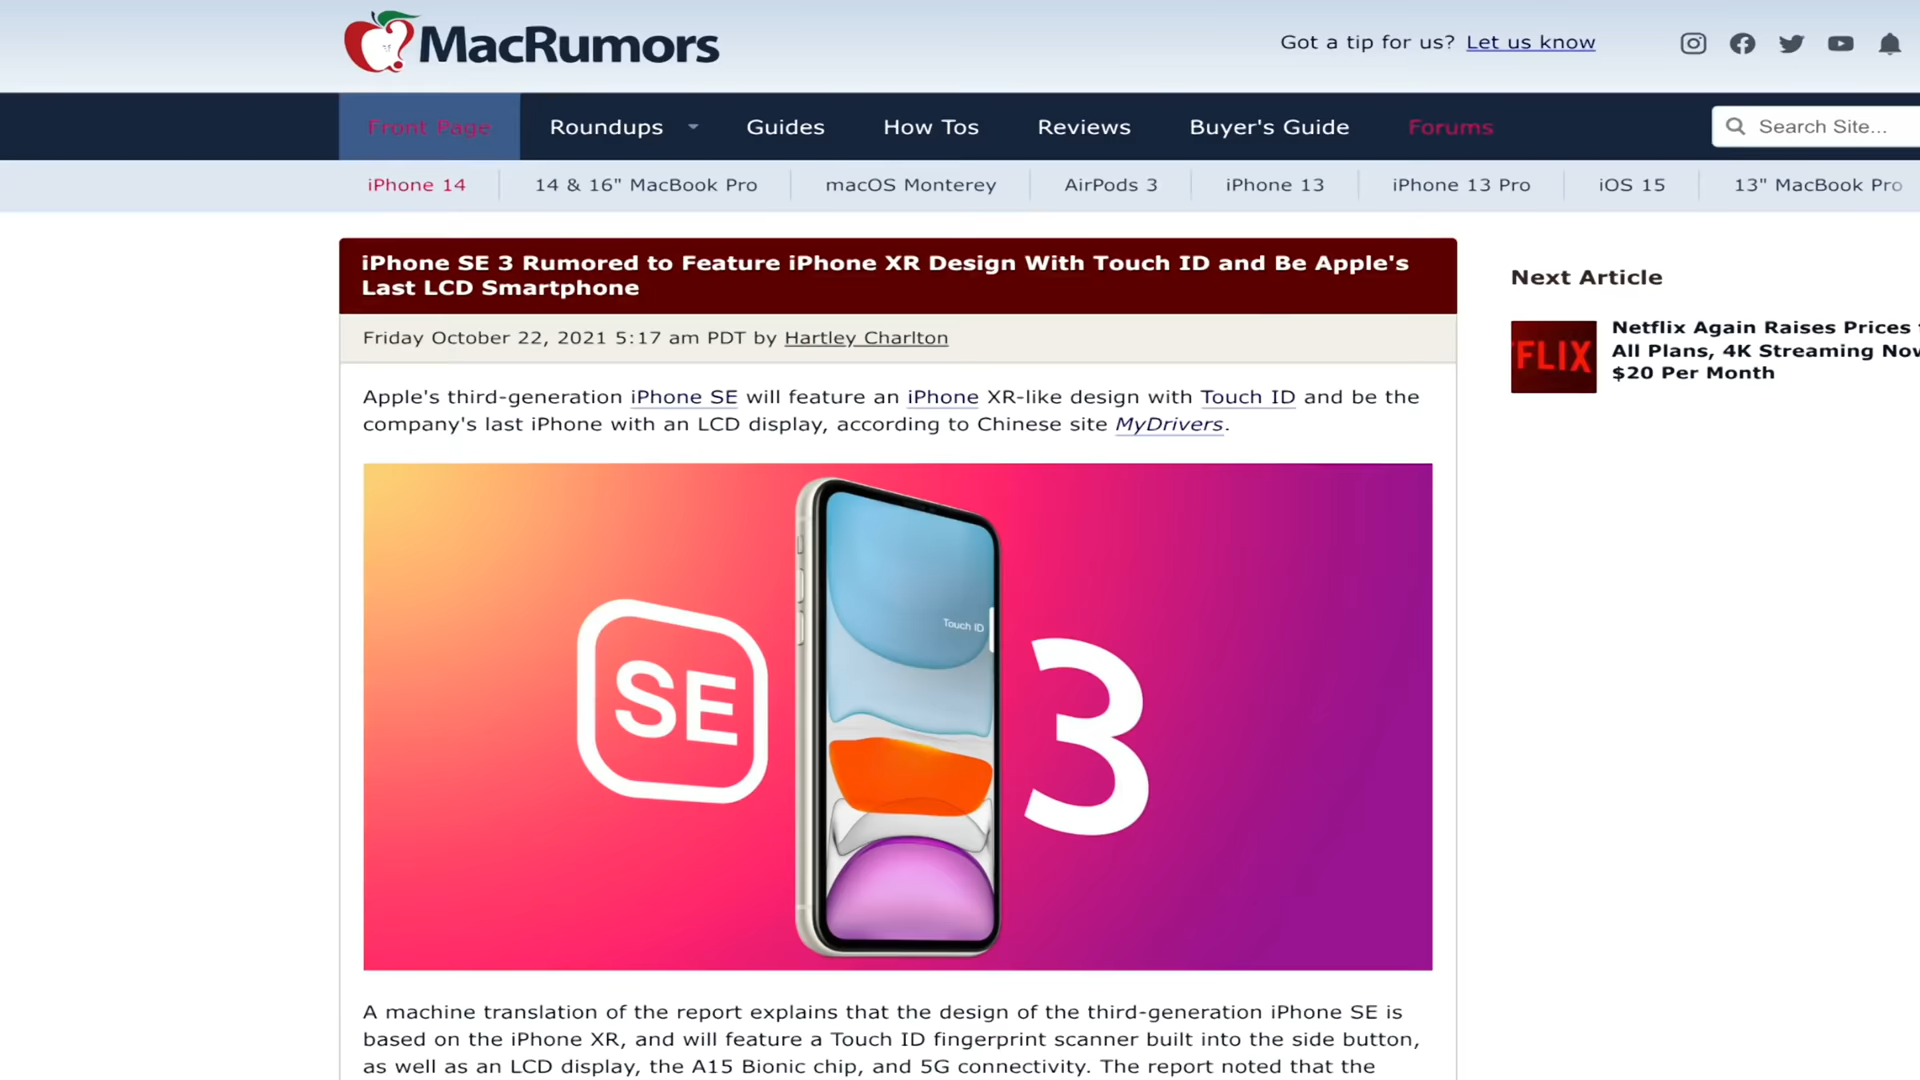 MacRumors
Got a tip for us? Let us know
Front Page
Roundups
Guides
How Tos
Reviews
Buyer's Guide
Forums
Search Site...
iPhone 14
14 & 16" MacBook Pro
macOS Monterey
AirPods 3
iPhone 13
iPhone 13 Pro
iOS 15
13" MacBook Pro
iPhone SE 3 Rumored to Feature iPhone XR Design With Touch ID and Be Apple's
Last LCD Smartphone
Friday October 22, 2021 5:17 am PDT by Hartley Charlton
Apple's third-generation iPhone SE will feature an iPhone XR-like design with Touch ID and be the
company's last iPhone with an LCD display, according to Chinese site MyDrivers.
Touch ID
SE
3
A machine translation of the report explains that the design of the third-generation iPhone SE is
based on the iPhone XR, and will feature a Touch ID fingerprint scanner built into the side button,
as well as an LCD display, the A15 Bionic chip, and 5G connectivity. The report noted that the
Next Article
FLIX
Netflix Again Raises Prices
All Plans, 4K Streaming Now
$20 Per Month